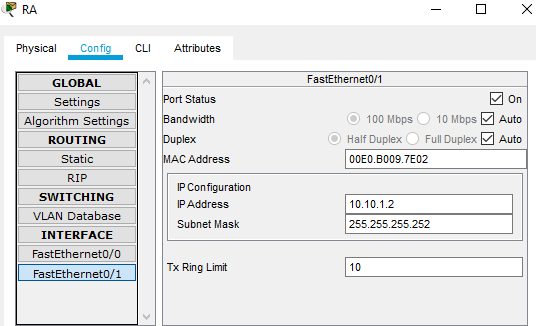 RA
Physical Config CLI Attributes
GLOBAL
Settings
Algorithm Settings
ROUTING
Static
RIP
SWITCHING
VLAN Database
INTERFACE
FastEthernet0/0
FastEthernet0/1
FastEthernet0/1
Port Status On
Bandwidth 100 Mbps 10 Mbps Auto
Duplex Half Duplex Full Duplex Auto
MAC Address 00E0.B009.7E02
IP Configuration
IP Address 10.10.1.2
Subnet Mask 255.255.255.252
Tx Ring Limit 10